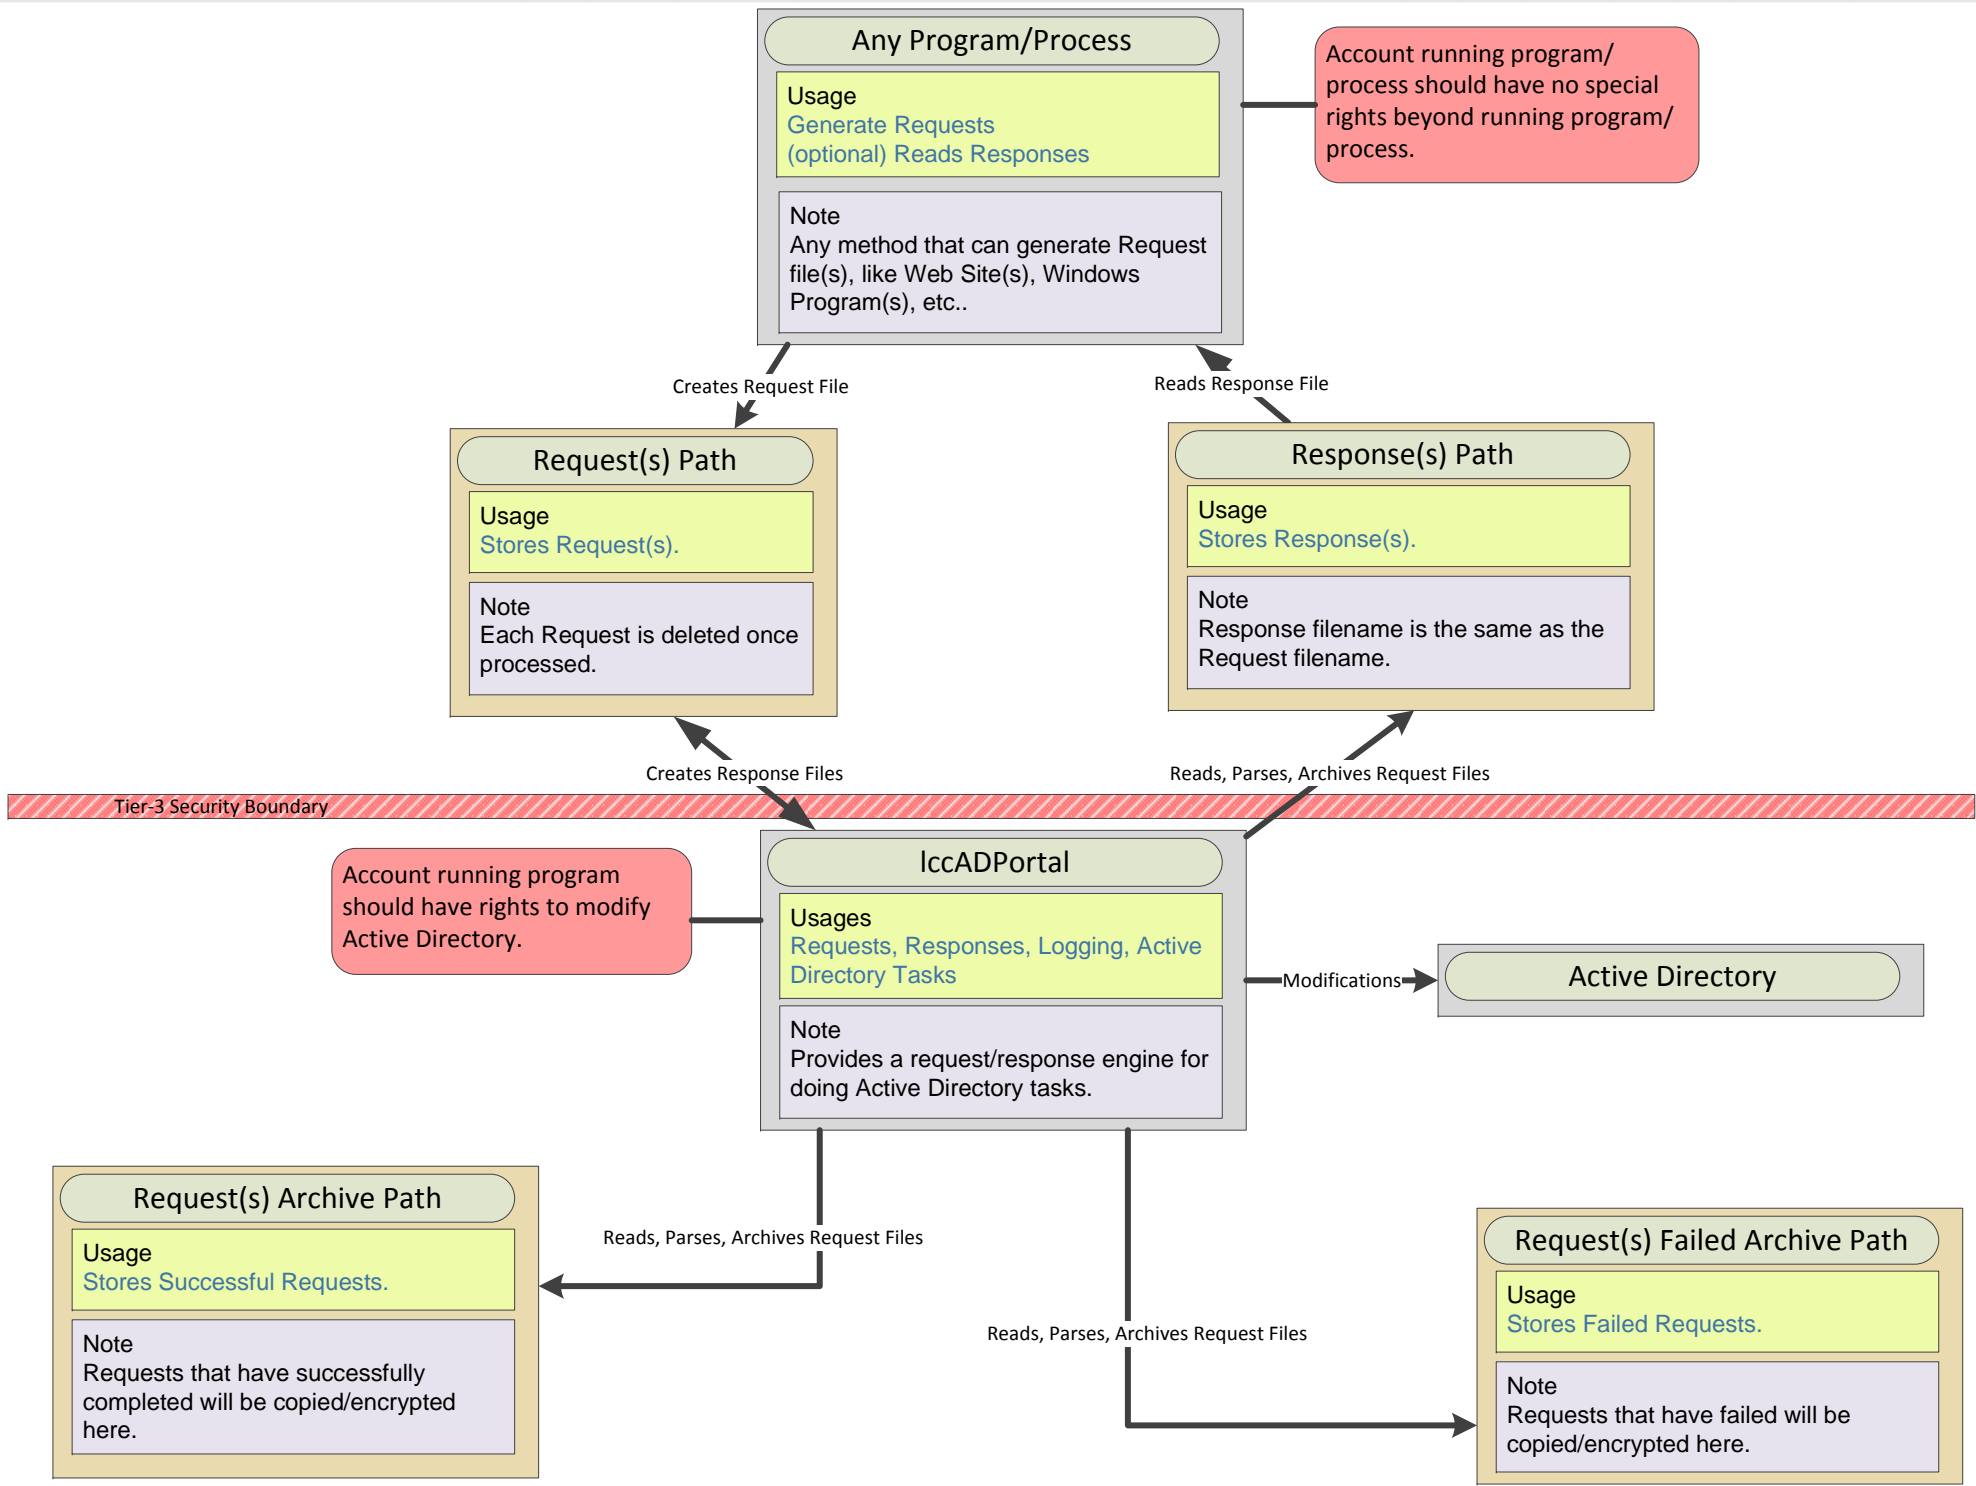 Any Program/Process
Usage
Generate Requests
(optional) Reads Responses
Note
Any method that can generate Request
file(s), like Web Site(s), Windows
Program(s), etc..
Account running program/
process should have no special
rights beyond running program/
process.
Creates Request File
Reads Response File
Request(s) Path
Usage
Stores Request(s).
Note
Each Request is deleted once
processed.
Response(s) Path
Usage
Stores Response(s).
Note
Response filename is the same as the
Request filename.
Creates Response Files
Reads, Parses, Archives Request Files
Tier-3 Security Boundary
Account running program
should have rights to modify
Active Directory.
lccADPortal
Usages
Requests, Responses, Logging, Active
Directory Tasks
Note
Provides a request/response engine for
doing Active Directory tasks.
Modifications
Active Directory
Reads, Parses, Archives Request Files
Request(s) Archive Path
Usage
Stores Successful Requests.
Note
Requests that have successfully
completed will be copied/encrypted
here.
Reads, Parses, Archives Request Files
Request(s) Failed Archive Path
Usage
Stores Failed Requests.
Note
Requests that have failed will be
copied/encrypted here.